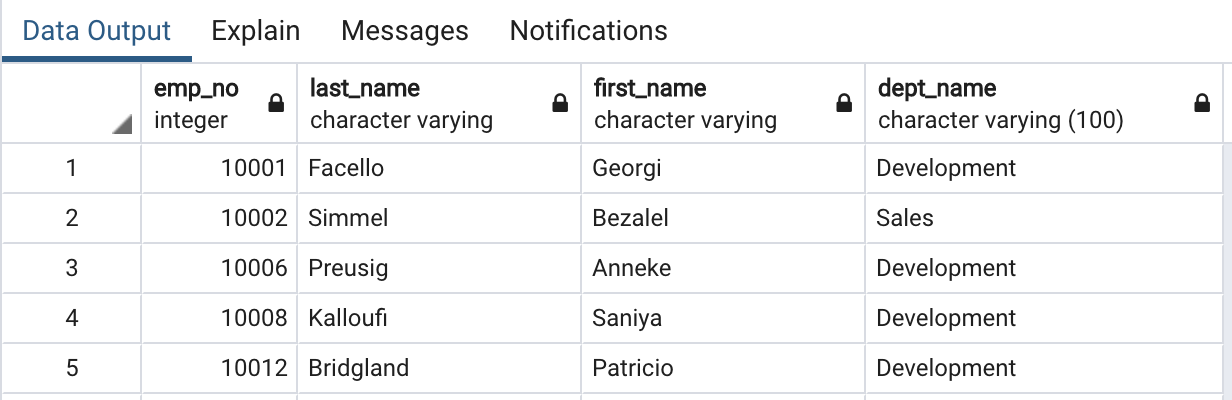 Data Output Explain Messages Notifications
emp_no last_name first_name dept_name
integer character varying character varying character varying (100)
1 10001 Facello Georgi Development
2 10002 Simmel Bezalel Sales
3 10006 Preusig Anneke Development
4 10008 Kalloufi Saniya Development
5 10012 Bridgland Patricio Development